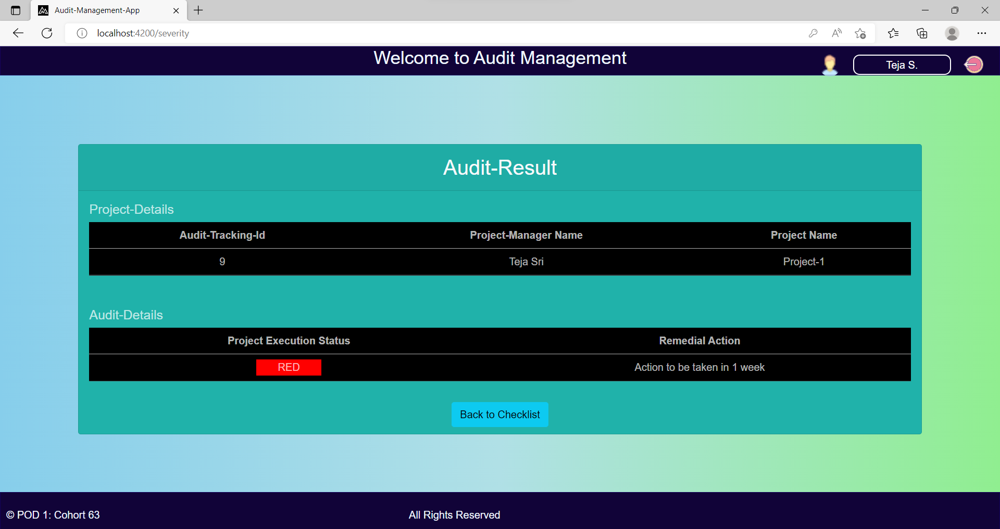 Audit-Management-App
localhost:4200/severity
Welcome to Audit Management
Teja S.
Audit-Result
Project-Details
Audit-Tracking-Id Project-Manager Name Project Name
9 Teja Sri Project-1
Audit-Details
Project Execution Status Remedial Action
RED Action to be taken in 1 week
Back to Checklist
© POD 1: Cohort 63 All Rights Reserved